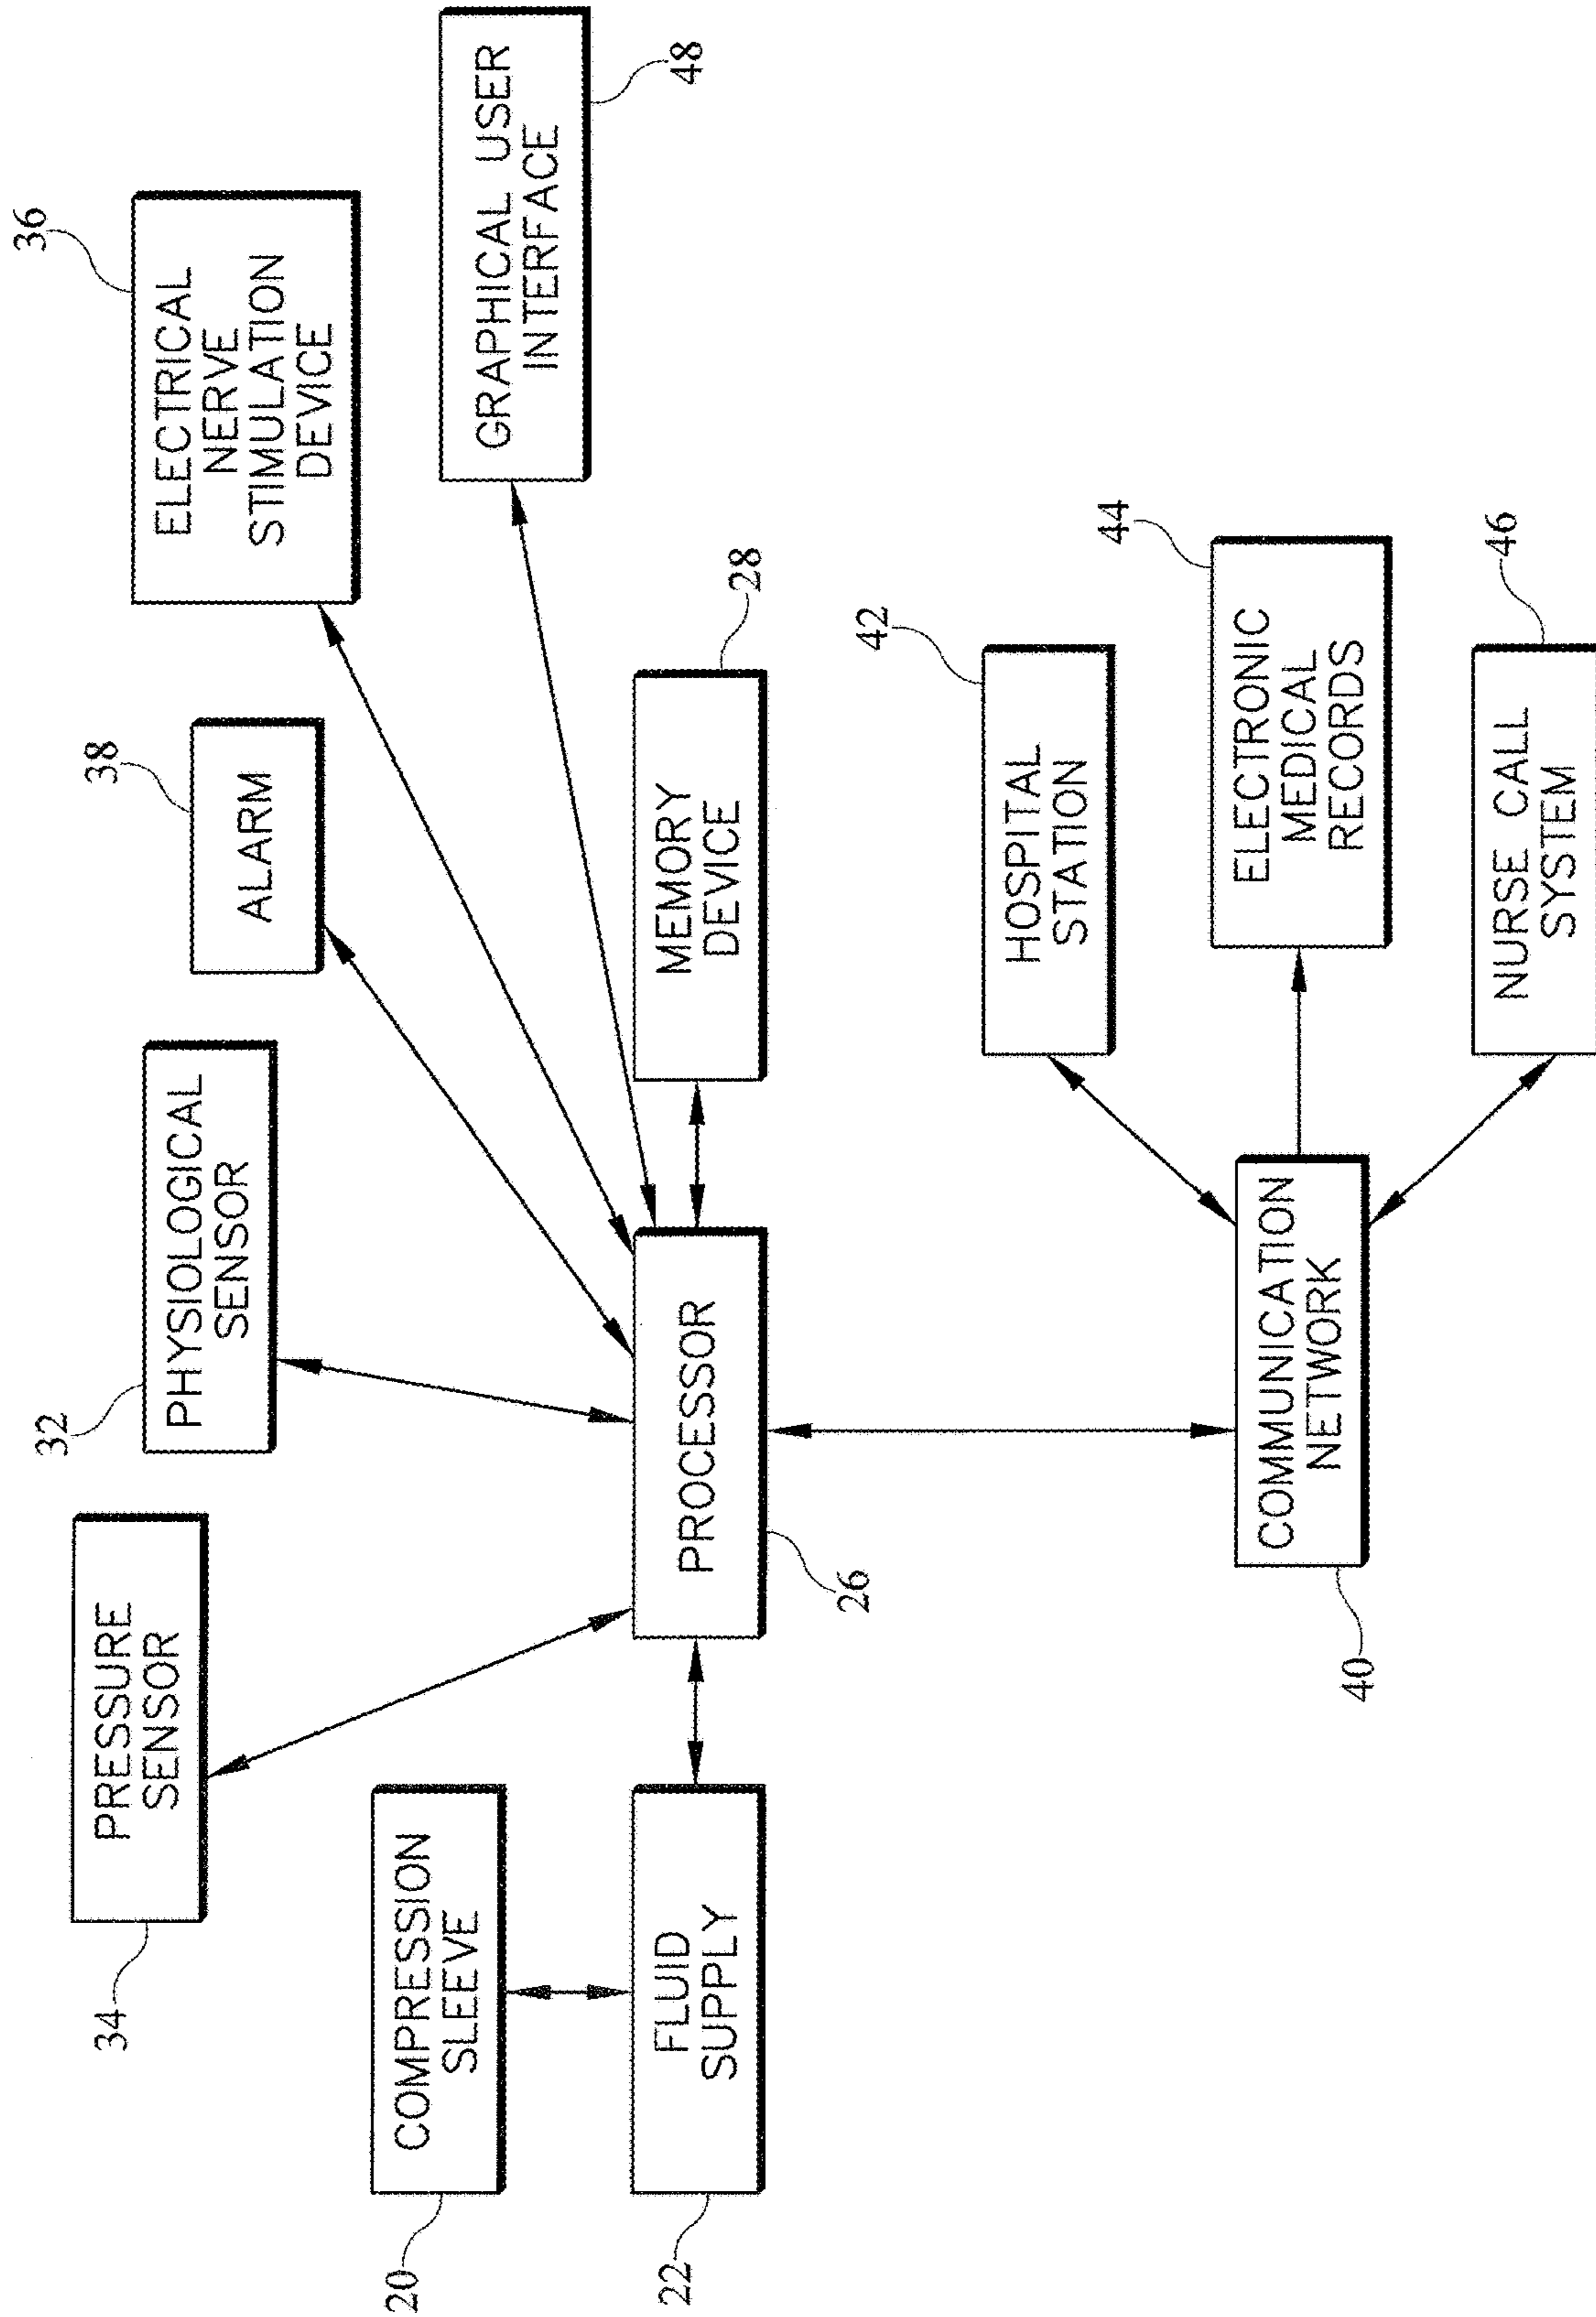 34
PRESSURE
SENSOR
32
PHYSIOLOGICAL
SENSOR
38
ALARM
36
ELECTRICAL
NERVE
STIMULATION
DEVICE
20
COMPRESSION
SLEEVE
GRAPHICAL USER
INTERFACE
48
22
FLUID
SUPPLY
PROCESSOR
26
MEMORY
DEVICE
28
42
HOSPITAL
STATION
40
COMMUNICATION
NETWORK
44
ELECTRONIC
MEDICAL
RECORDS
46
NURSE CALL
SYSTEM